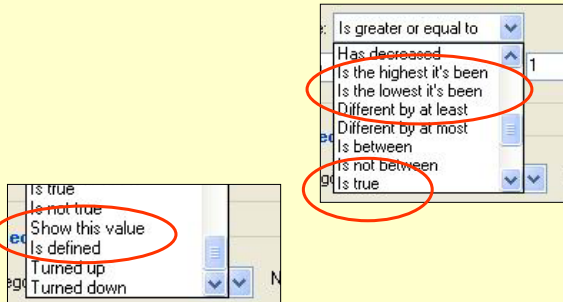 : Is greater or equal to
Has decreased
Is the highest it's been
1
Is the lowest it's been
Different by at least
Different by at most
Is between
Is not between
Is true
Is true
Is not true
Show this value
Is defined
Turned up
Turned down
N